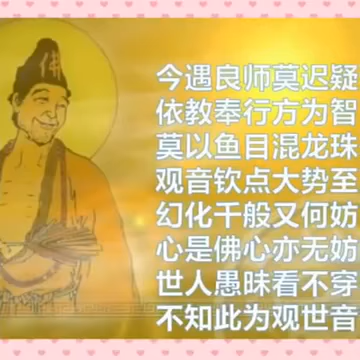 佛
今遇良师莫迟疑
依教奉行方为智
莫以鱼目混龙珠
观音钦点大势至
幻化千般又何妨
心是佛心亦无妨
世人愚昧看不穿
不知此为观世音